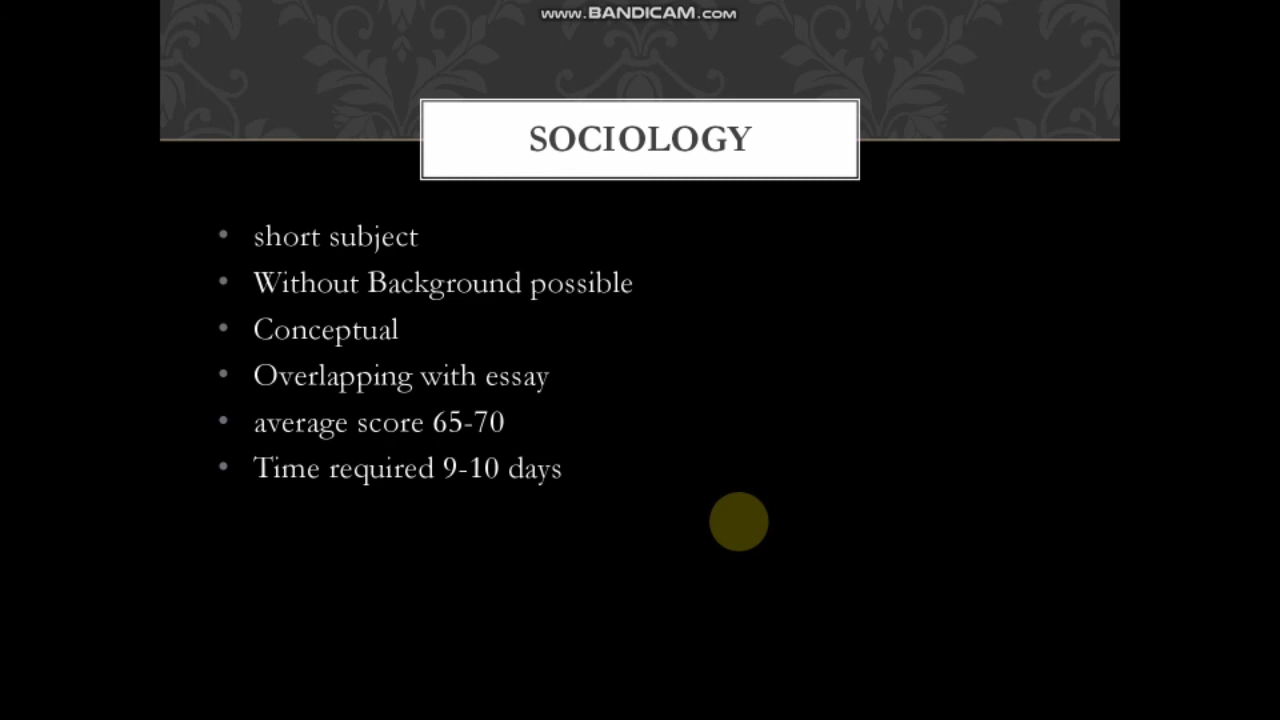 www.BANDICAM.com
SOCIOLOGY
• short subject
• Without Background possible
• Conceptual
• Overlapping with essay
• average score 65-70
• Time required 9-10 days